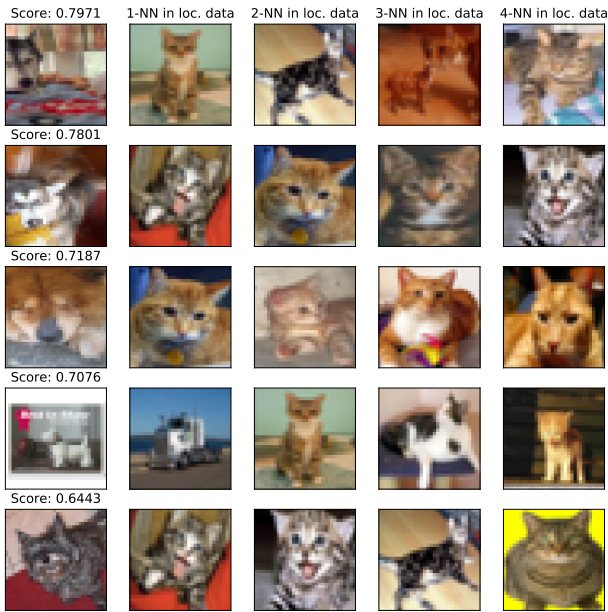 Score: 0.7971 1-NN in loc. data 2-NN in loc. data 3-NN in loc. data 4-NN in loc. data
Score: 0.7801
Score: 0.7187
Score: 0.7076
Score: 0.6443